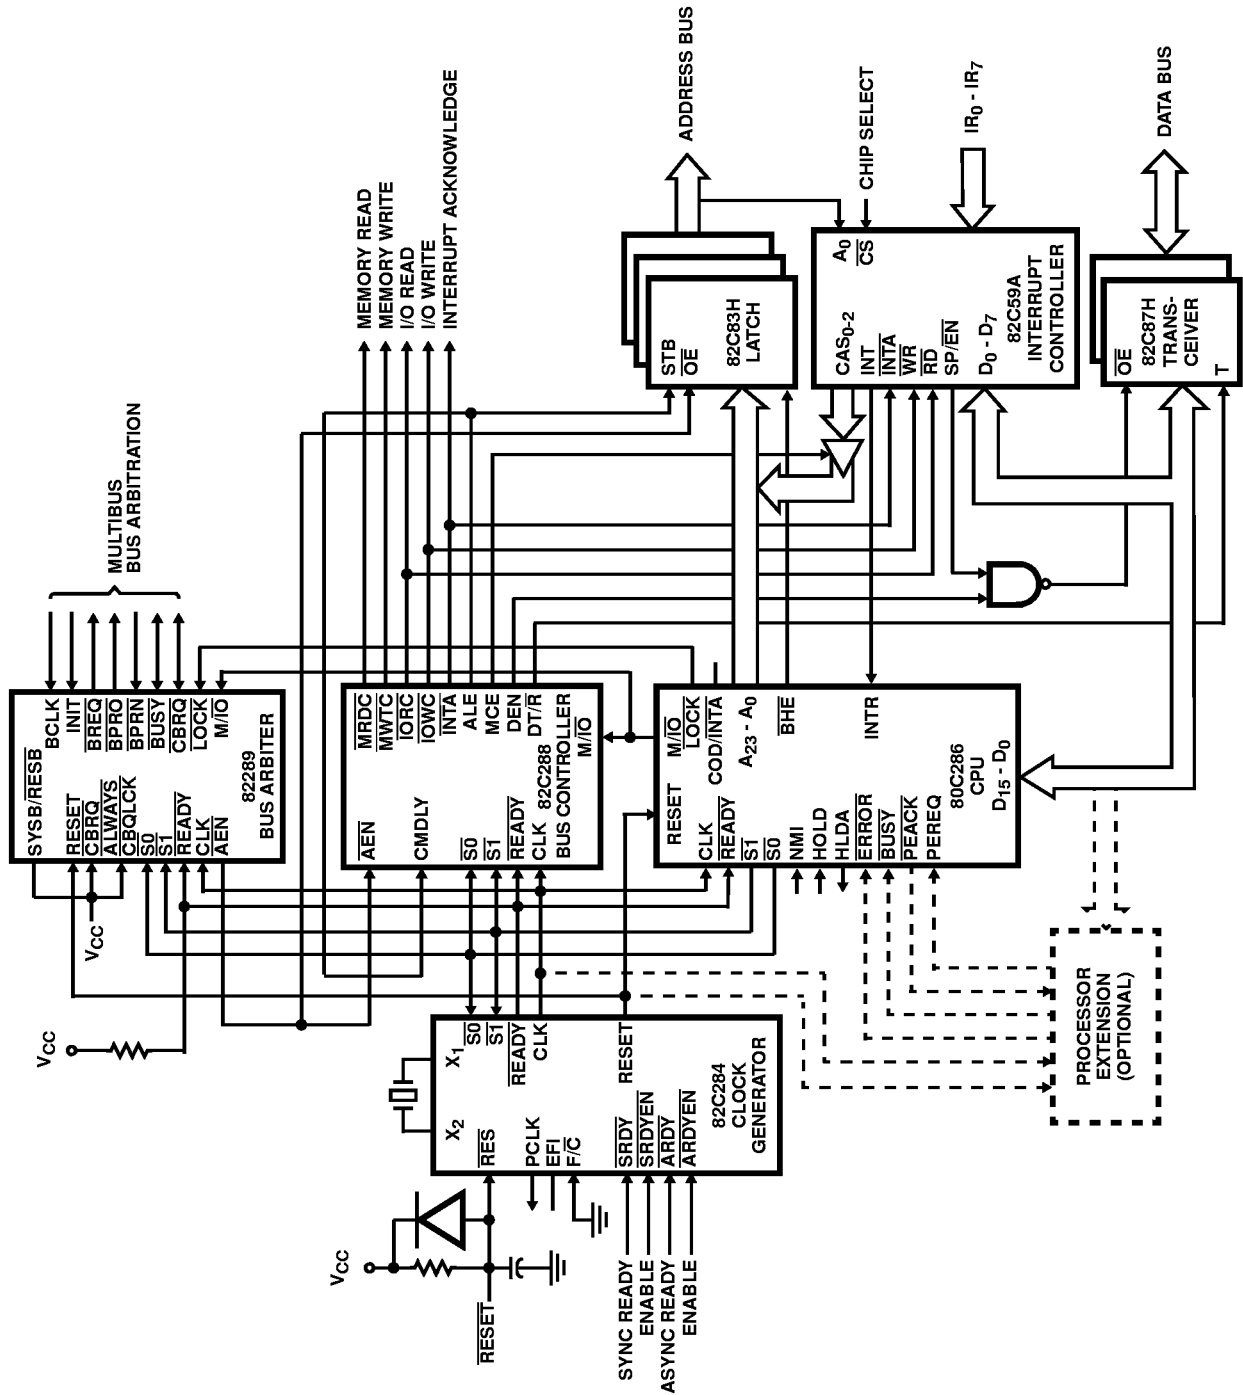 MULTIBUS
BUS ARBITRATION
BCLK
INIT
BREQ
BPRO
BPRN
BUSY
CBRQ
LOCK
M/IO
SYSB/RESB
RESET
CBRQ
ALWAYS
CBQLCK
S0
S1
READY
CLK
AEN
82289
BUS ARBITER
VCC
VCC
MEMORY READ
MEMORY WRITE
I/O READ
I/O WRITE
INTERRUPT ACKNOWLEDGE
MRDC
MWTC
IORC
IOWC
INTA
ALE
MCE
DEN
DT/R
M/IO
AEN
CMDLY
S0
S1
READY
CLK
82C288
BUS CONTROLLER
VCC
RESET
X2
X1
RES
PCLK
EFI
F/C
SRDY
SRDYEN
ARDY
ARDYEN
S0
S1
READY
CLK
RESET
82C284
CLOCK
GENERATOR
SYNC READY
ENABLE
ASYNC READY
ENABLE
M/IO
LOCK
COD/INTA
A23 - A0
BHE
INTR
RESET
CLK
READY
S1
S0
NMI
HOLD
HLDA
ERROR
BUSY
PEACK
PEREQ
80C286
CPU
D15 - D0
PROCESSOR
EXTENSION
(OPTIONAL)
ADDRESS BUS
STB
OE
82C83H
LATCH
CHIP SELECT
IR0 - IR7
A0
CS
CAS0-2
INT
INTA
WR
RD
SP/EN
D0 - D7
82C59A
INTERRUPT
CONTROLLER
DATA BUS
OE
82C87H
TRANS-
CEIVER
T